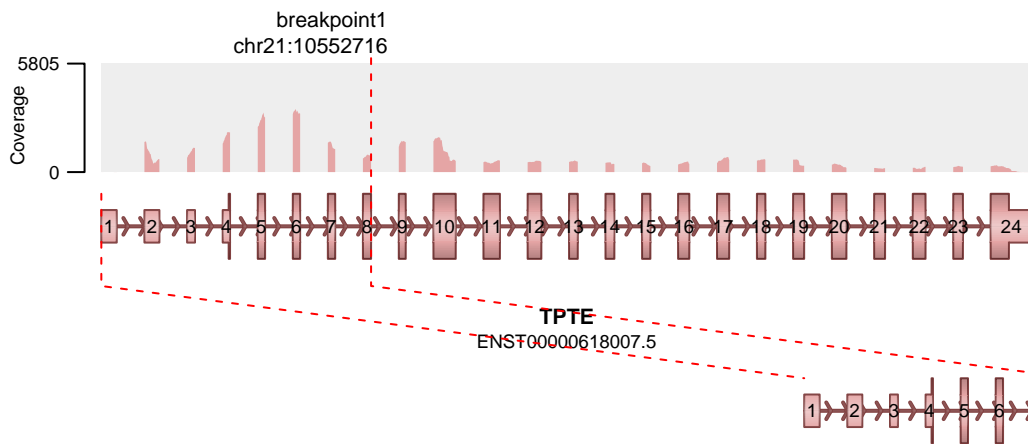 breakpoint1
chr21:10552716
5805
Coverage
0
1 2 3 4 5 6 7 8 9 10 11 12 13 14 15 16 17 18 19 20 21 22 23 24
TPTE
ENST00000618007.5
1 2 3 4 5 6